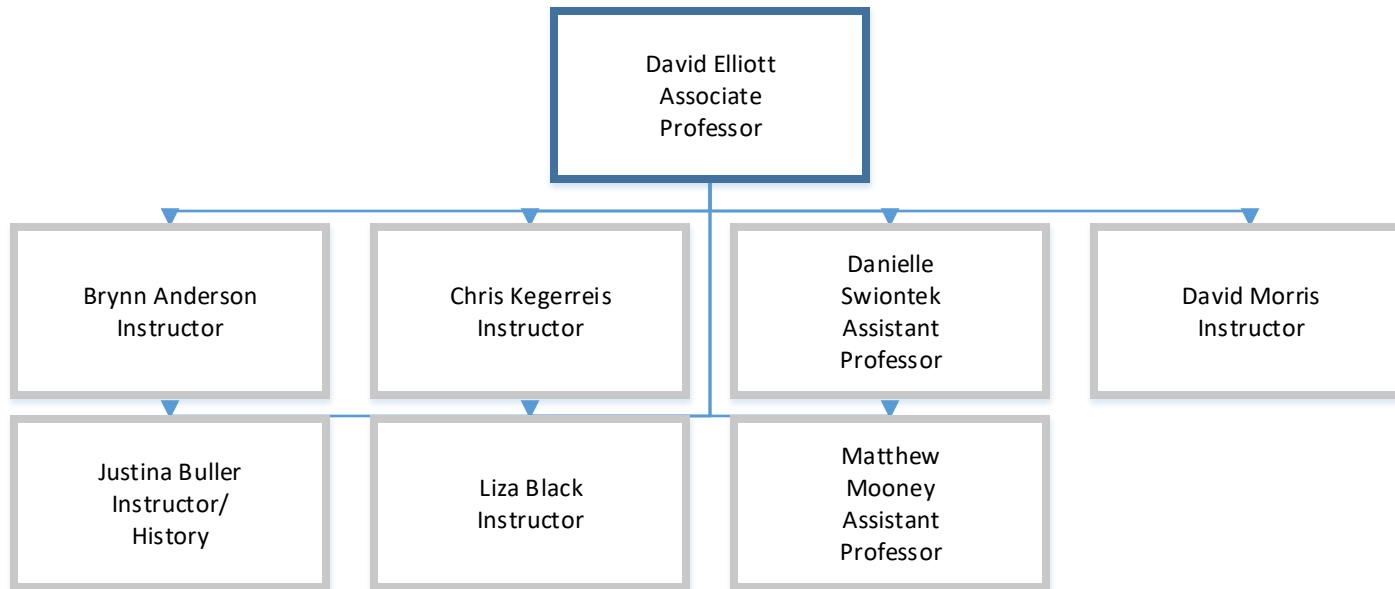 David Elliott
Associate
Professor
Brynn Anderson
Instructor
Chris Kegerreis
Instructor
Danielle
Swiontek
Assistant
Professor
David Morris
Instructor
Justina Buller
Instructor/
History
Liza Black
Instructor
Matthew
Mooney
Assistant
Professor